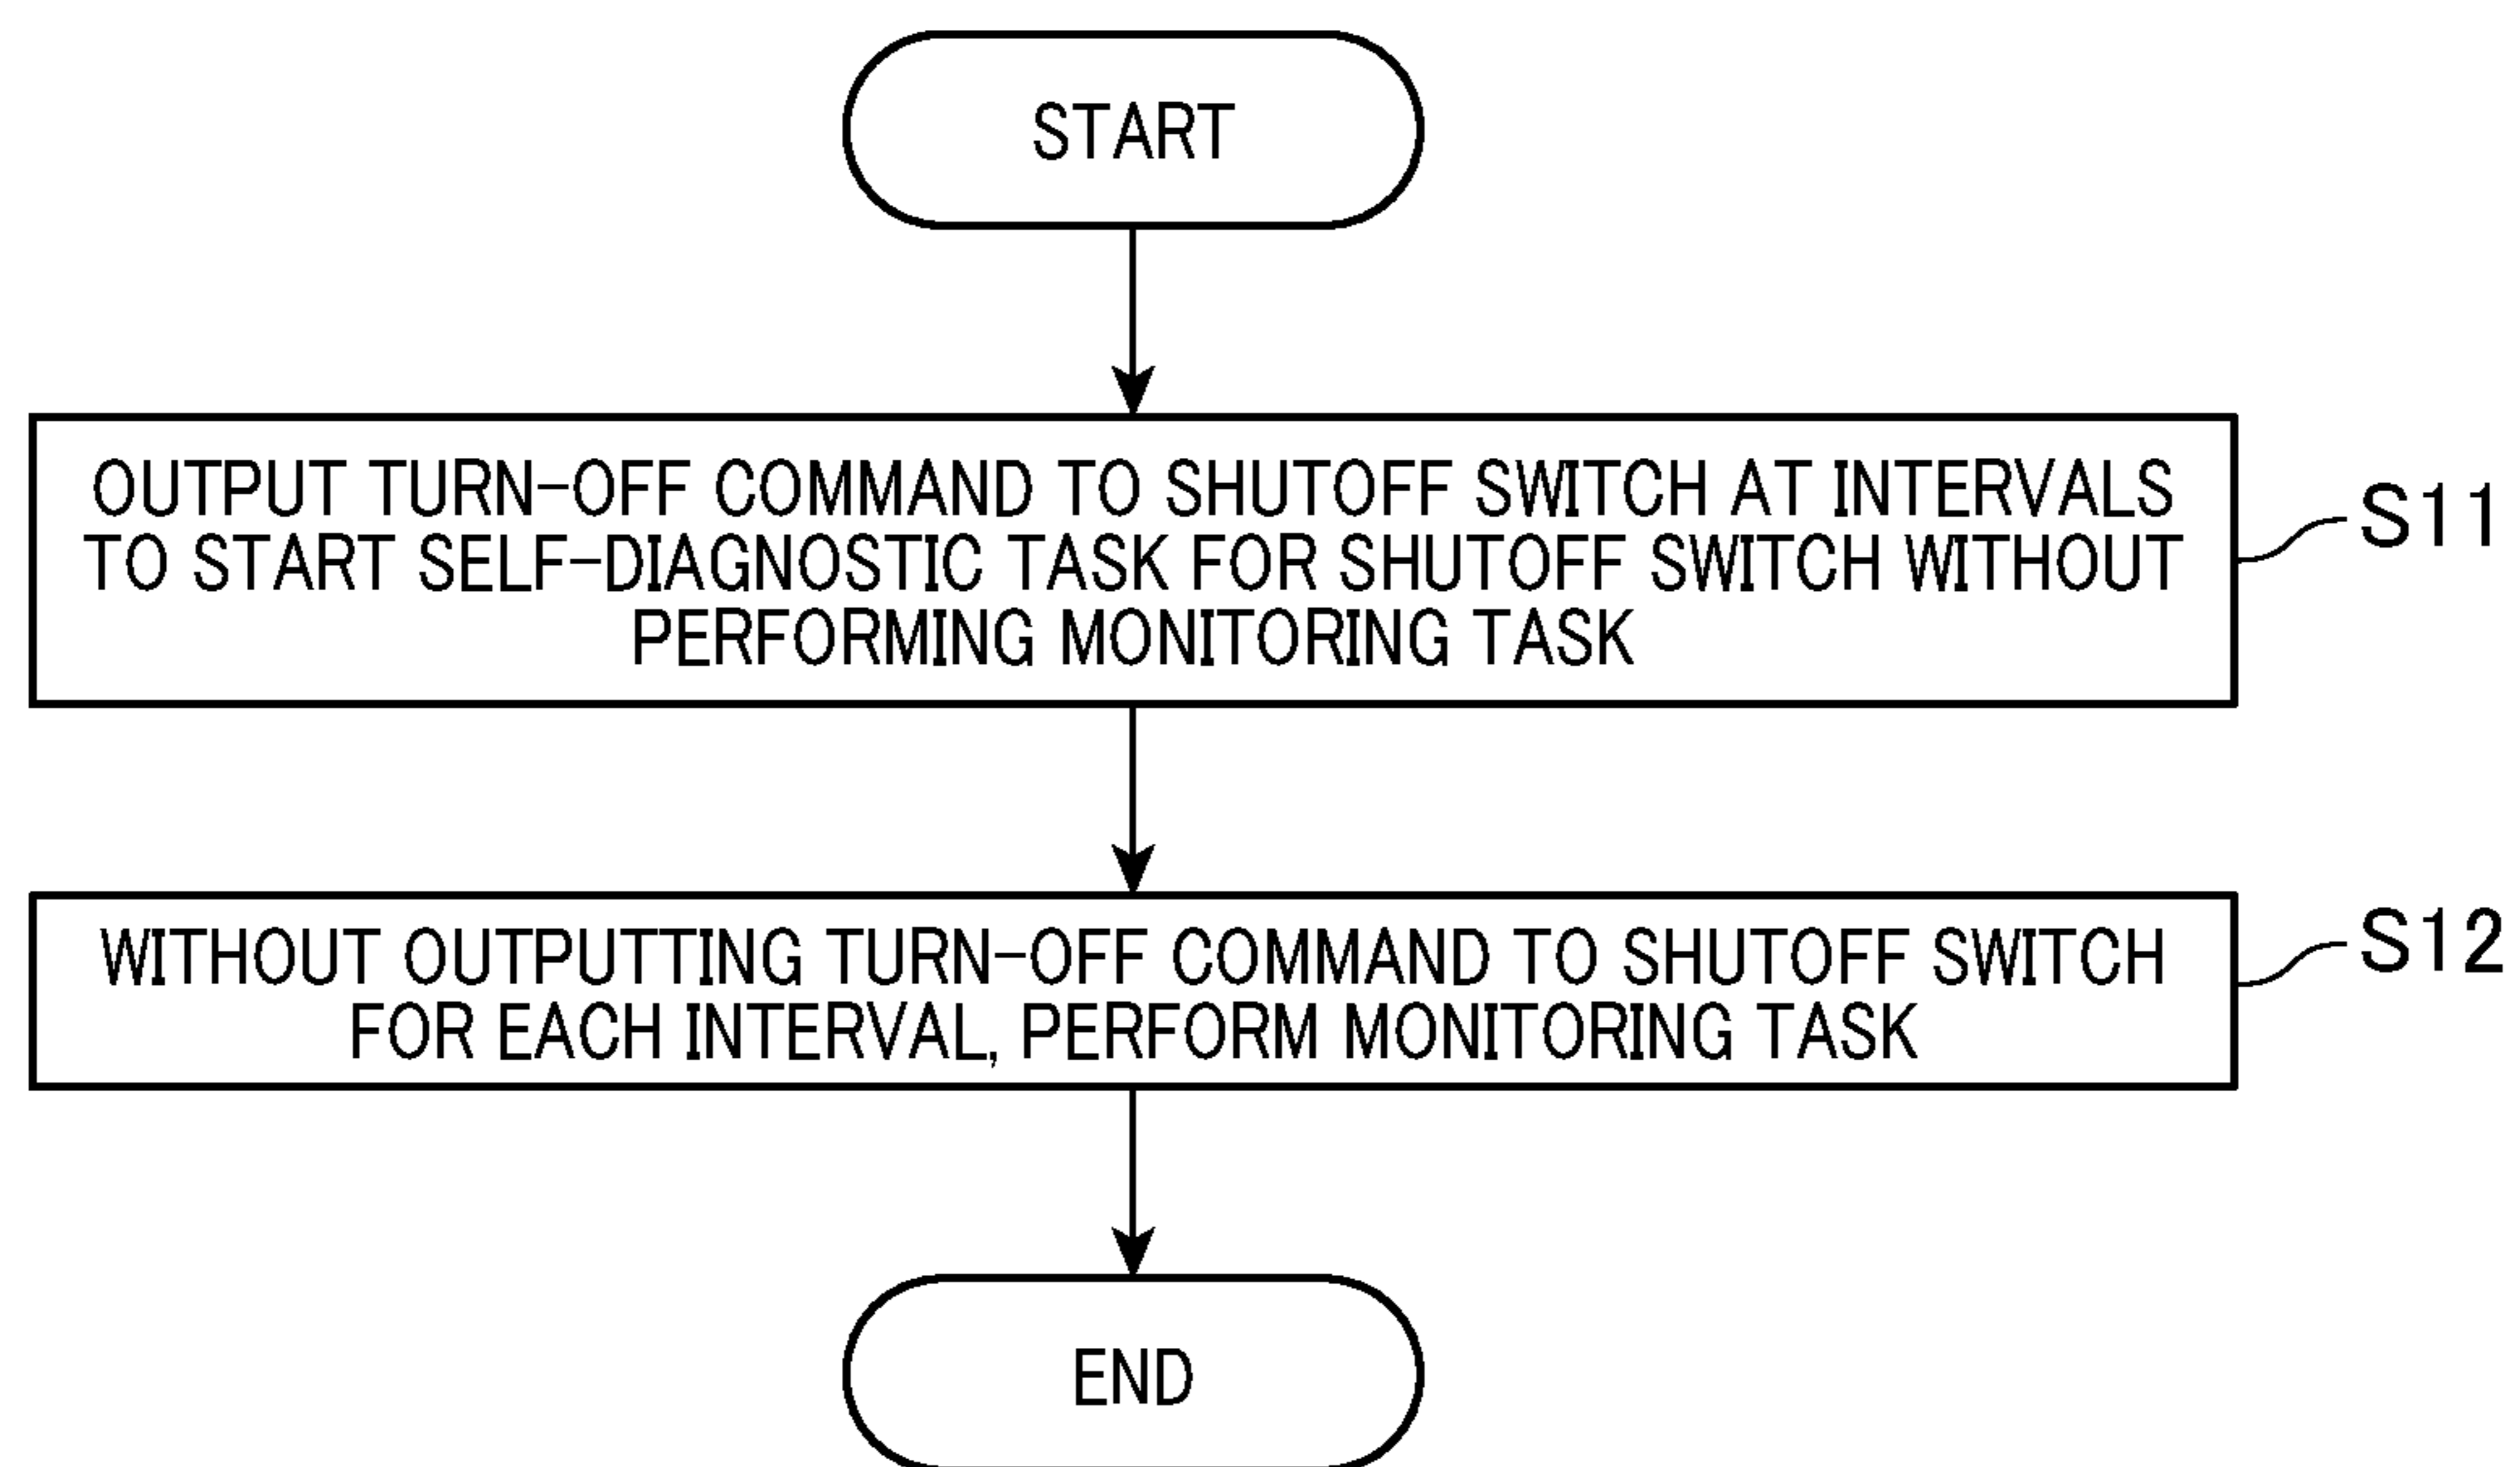 START
OUTPUT TURN-OFF COMMAND TO SHUTOFF SWITCH AT INTERVALS
TO START SELF-DIAGNOSTIC TASK FOR SHUTOFF SWITCH WITHOUT
PERFORMING MONITORING TASK
S11
WITHOUT OUTPUTTING TURN-OFF COMMAND TO SHUTOFF SWITCH
FOR EACH INTERVAL, PERFORM MONITORING TASK
S12
END